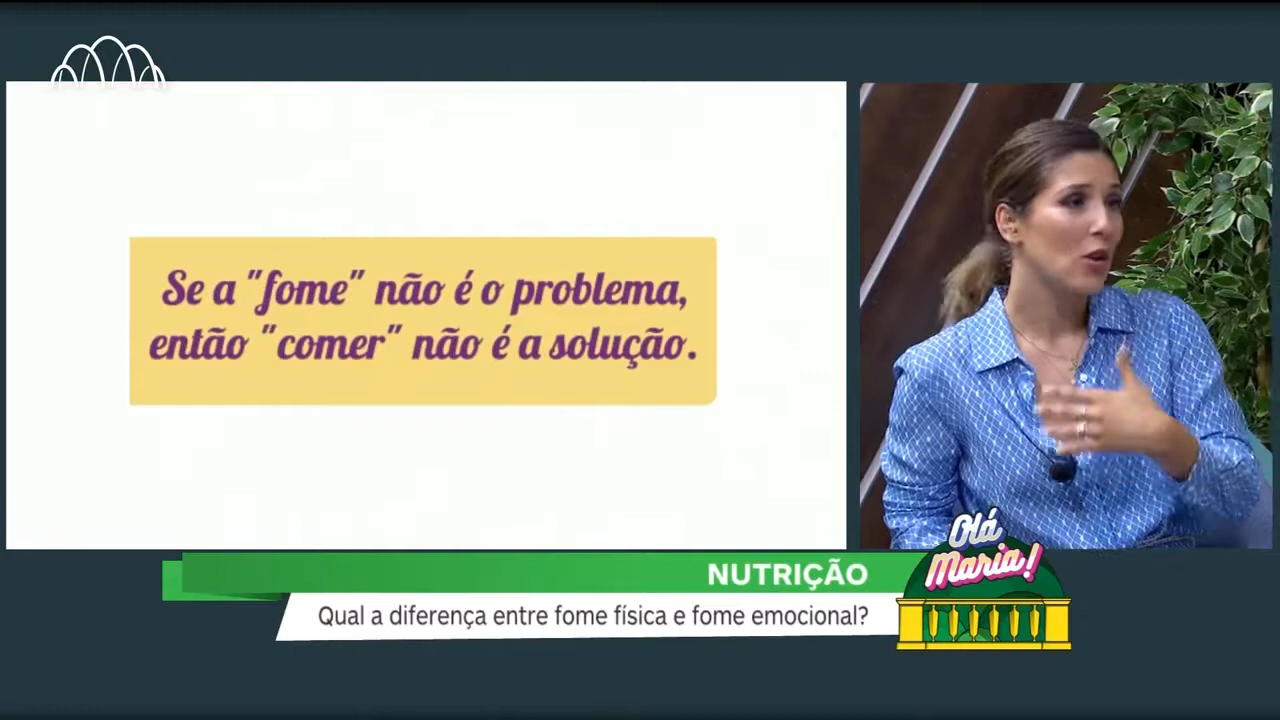 Se a "fome" não é o problema,
então "comer" não é a solução.
Olá
Maria!
NUTRIÇÃO
Qual a diferença entre fome física e fome emocional?